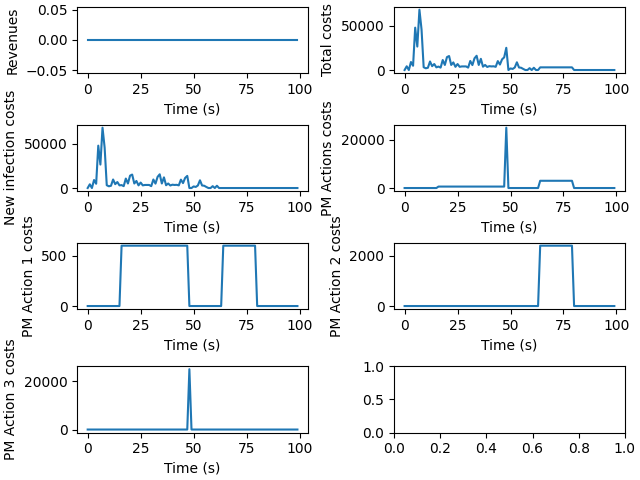 Revenues
0.05
0.00
−0.05
0 25 50 75 100
Time (s)
Total costs
50000
0
0 25 50 75 100
Time (s)
New infection costs
50000
0
0 25 50 75 100
Time (s)
PM Actions costs
20000
0
0 25 50 75 100
Time (s)
PM Action 1 costs
500
0
0 25 50 75 100
Time (s)
PM Action 2 costs
2000
0
0 25 50 75 100
Time (s)
PM Action 3 costs
20000
0
0 25 50 75 100
Time (s)
1.0
0.5
0.0
0.0 0.2 0.4 0.6 0.8 1.0